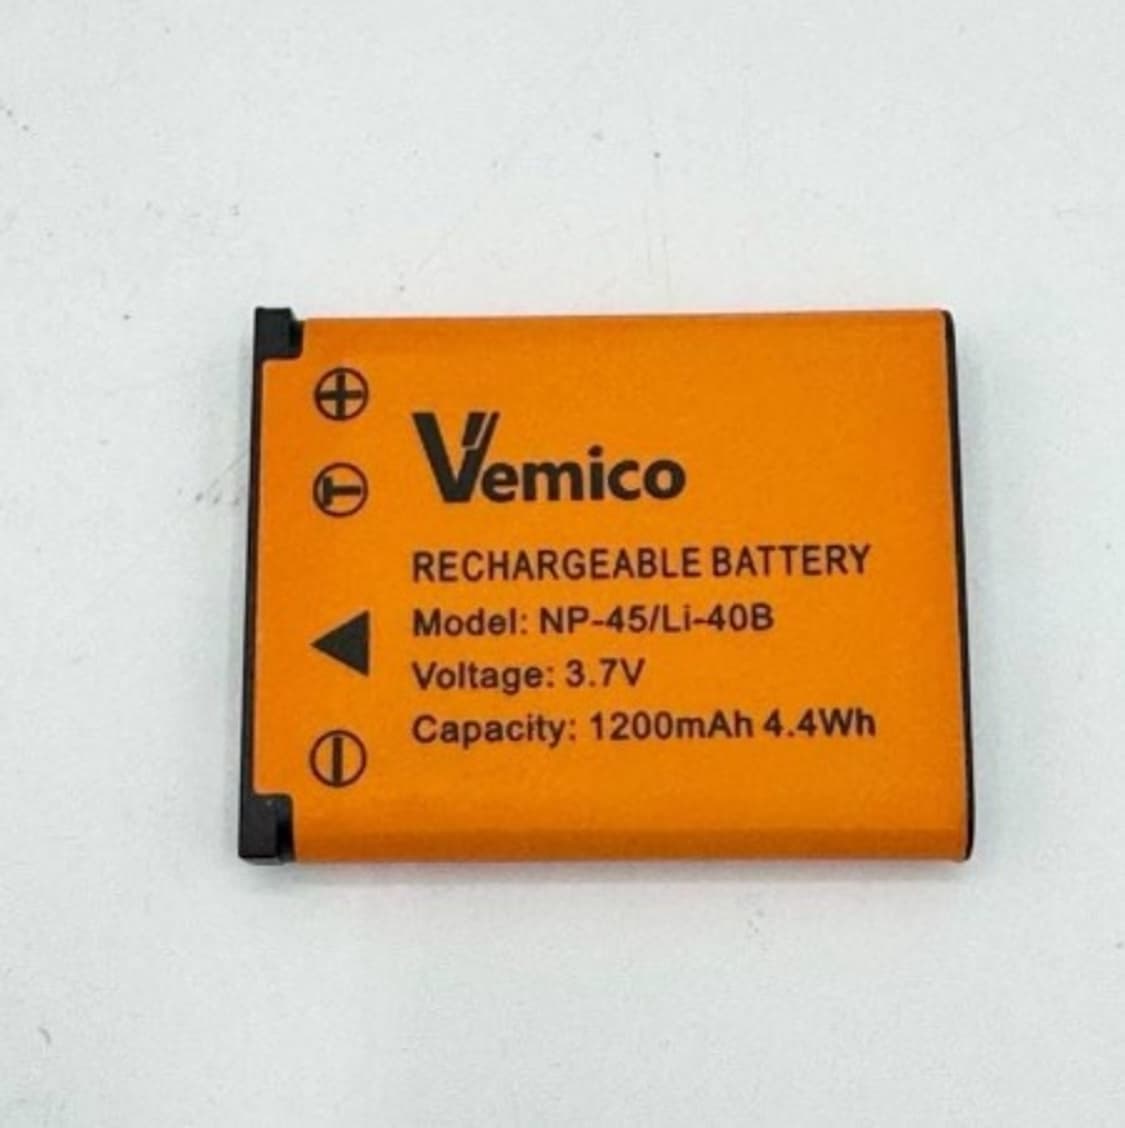 Vemico
RECHARGEABLE BATTERY
Model: NP-45/Li-40B
Voltage: 3.7V
Capacity: 1200mAh 4.4Wh
+
T
-